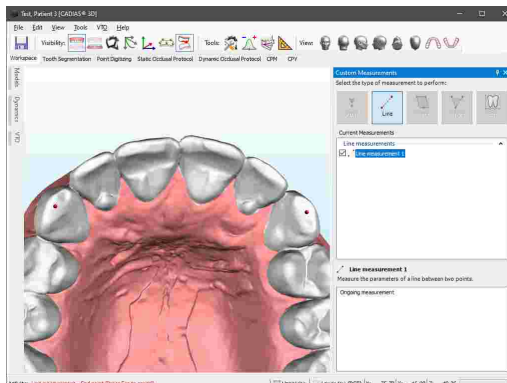 Test, Patient 3 [CADIAS® 3D]
File Edit View Tools VTO Help
Visibility: Tools: View:
Workspace Tooth Segmentation Point Digitizing Static Occlusal Protocol Dynamic Occlusal Protocol CPM CPV
Models
Dynamics
VTO
Custom Measurements
Select the type of measurement to perform:
Line
Current Measurements
Line measurements
Line measurement 1
Line measurement 1
Measure the parameters of a line between two points.
Ongoing measurement